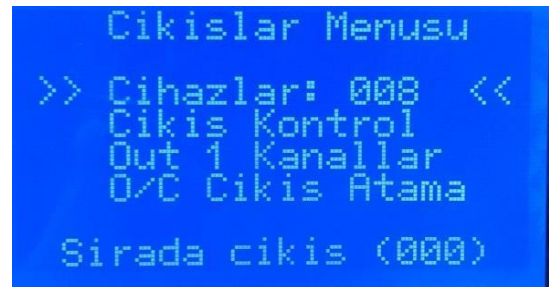 Cikislar Menusu
>> Cihazlar: 008 <<
Cikis Kontrol
Out 1 Kanallar
O/C Cikis Atama
Sirada cikis (000)